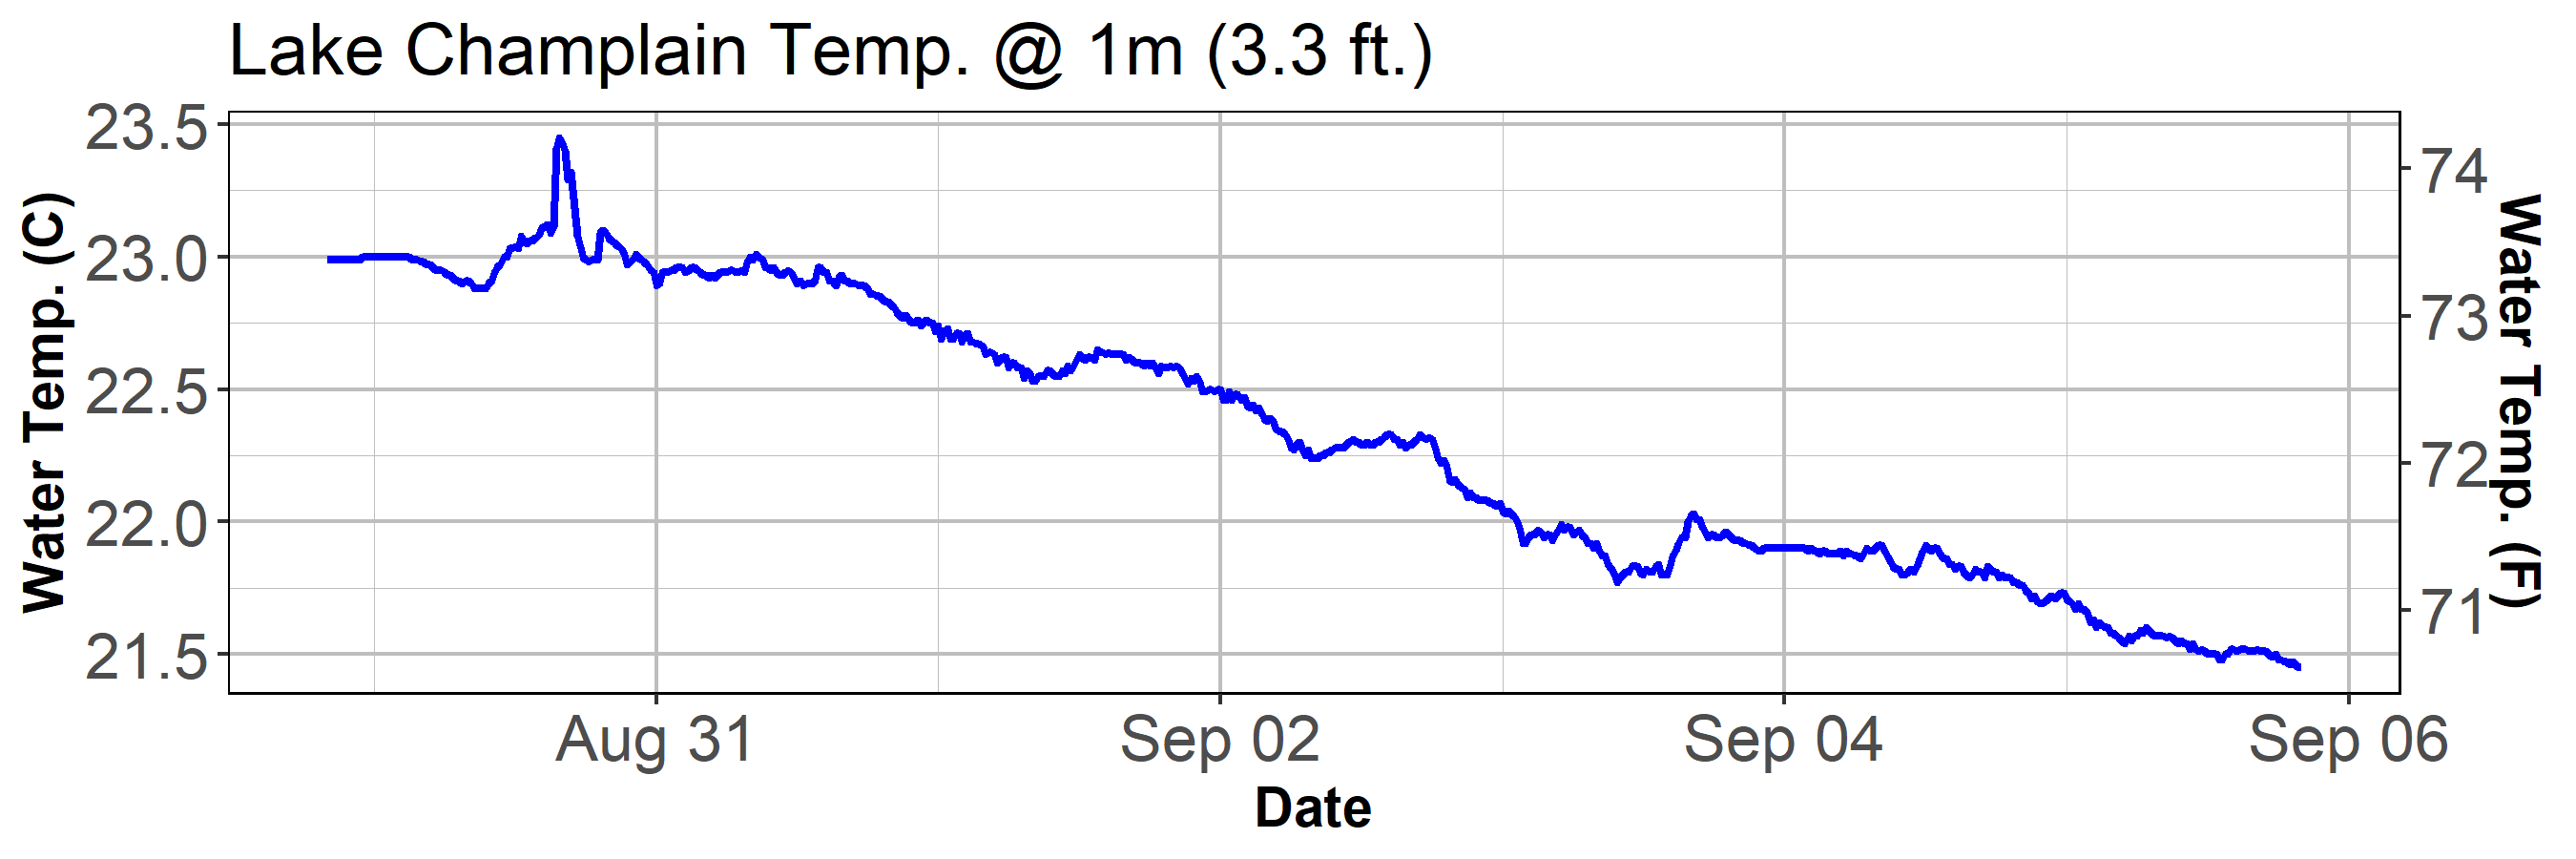 Lake Champlain Temp. @ 1m (3.3 ft.)
Water Temp. (C)
23.5
23.0
22.5
22.0
21.5
74
73
72
71
Water Temp. (F)
Aug 31
Sep 02
Sep 04
Sep 06
Date